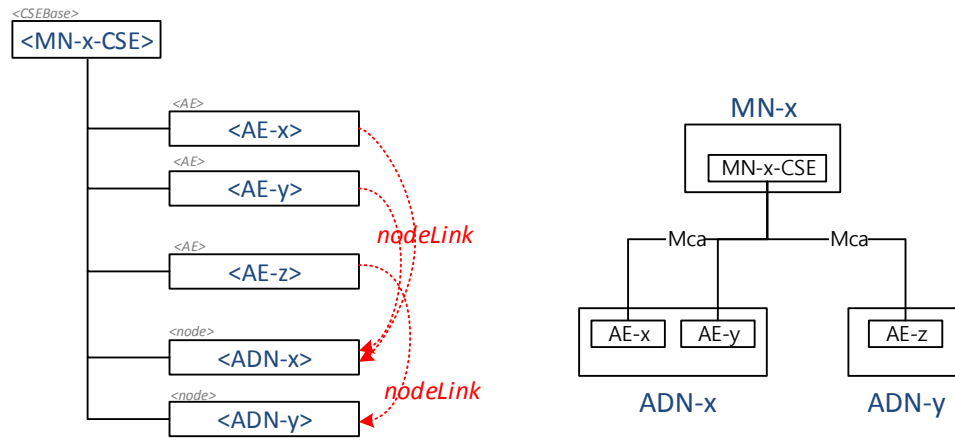 <CSEBase>
<MN-x-CSE>
<AE>
<AE-x>
<AE>
<AE-y>
nodeLink
<AE>
<AE-z>
<node>
<ADN-x>
nodeLink
<node>
<ADN-y>
MN-x
MN-x-CSE
Mca Mca
AE-x AE-y AE-z
ADN-x ADN-y